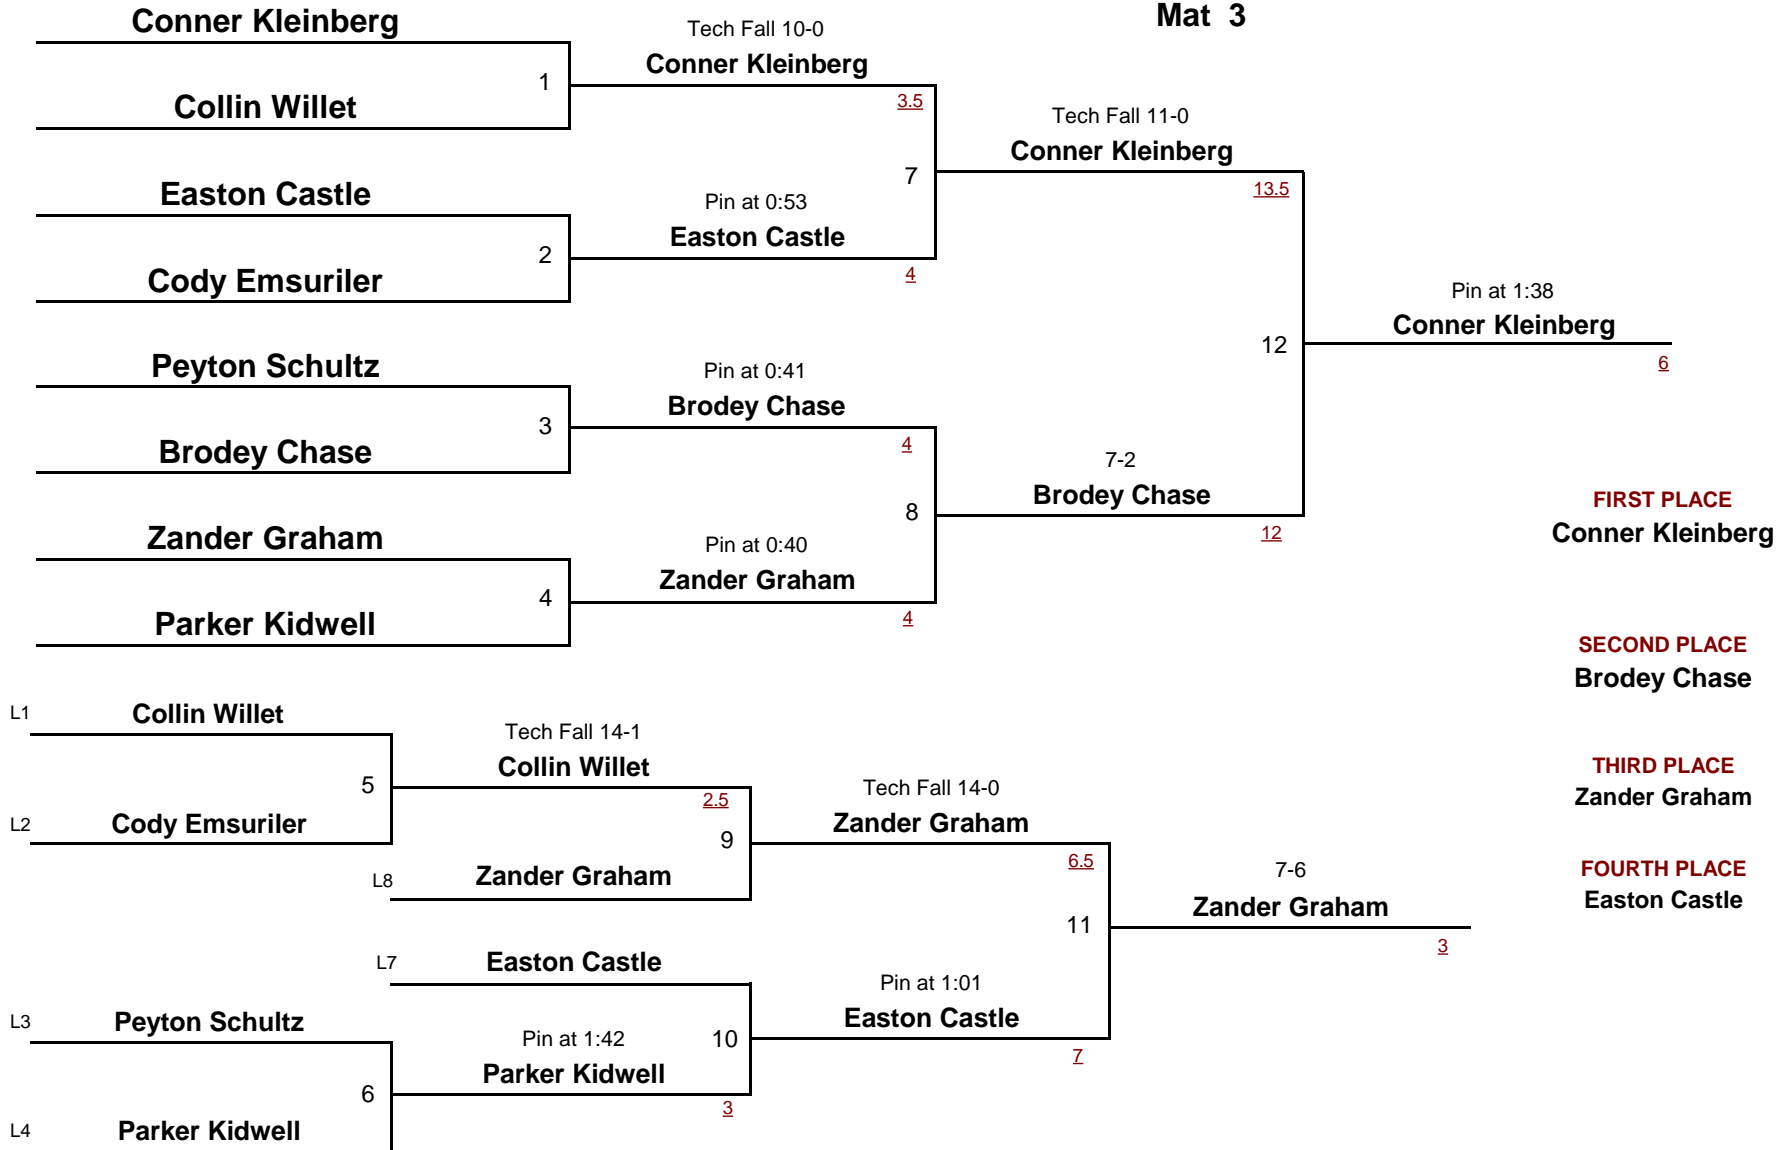 Mat 3
Conner Kleinberg
1
Collin Willet
Tech Fall 10-0
Conner Kleinberg
3.5
Easton Castle
2
Cody Emsuriler
Pin at 0:53
Easton Castle
4
7
Tech Fall 11-0
Conner Kleinberg
13.5
Peyton Schultz
3
Brodey Chase
Pin at 0:41
Brodey Chase
4
Zander Graham
4
Parker Kidwell
Pin at 0:40
Zander Graham
4
8
7-2
Brodey Chase
12
12
Pin at 1:38
Conner Kleinberg
6
FIRST PLACE
Conner Kleinberg
SECOND PLACE
Brodey Chase
THIRD PLACE
Zander Graham
FOURTH PLACE
Easton Castle
L1 Collin Willet
5
L2 Cody Emsuriler
Tech Fall 14-1
Collin Willet
2.5
9
L8 Zander Graham
Tech Fall 14-0
Zander Graham
6.5
L7 Easton Castle
L3 Peyton Schultz
6
L4 Parker Kidwell
Pin at 1:42
Parker Kidwell
3
10
Pin at 1:01
Easton Castle
7
11
7-6
Zander Graham
3